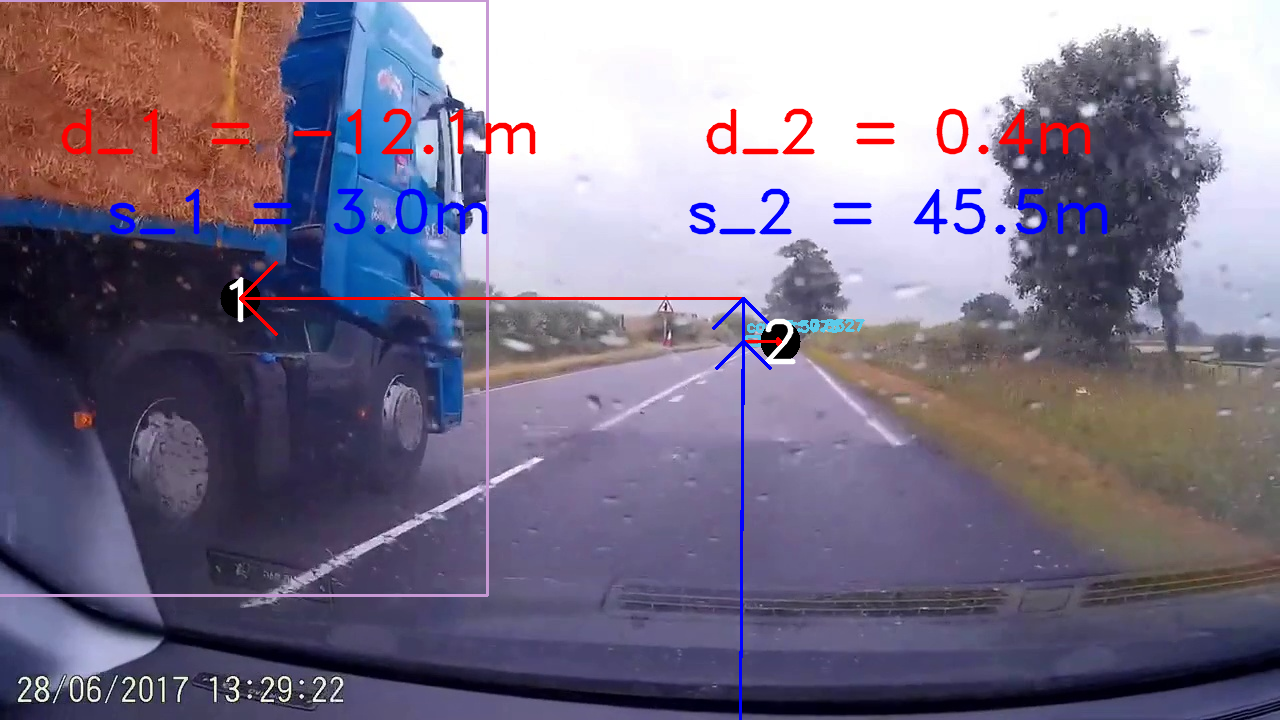 d_1 = -12.1m
d_2 = 0.4m
s_1 = 3.0m
s_2 = 45.5m
1
2
28/06/2017 13:29:22